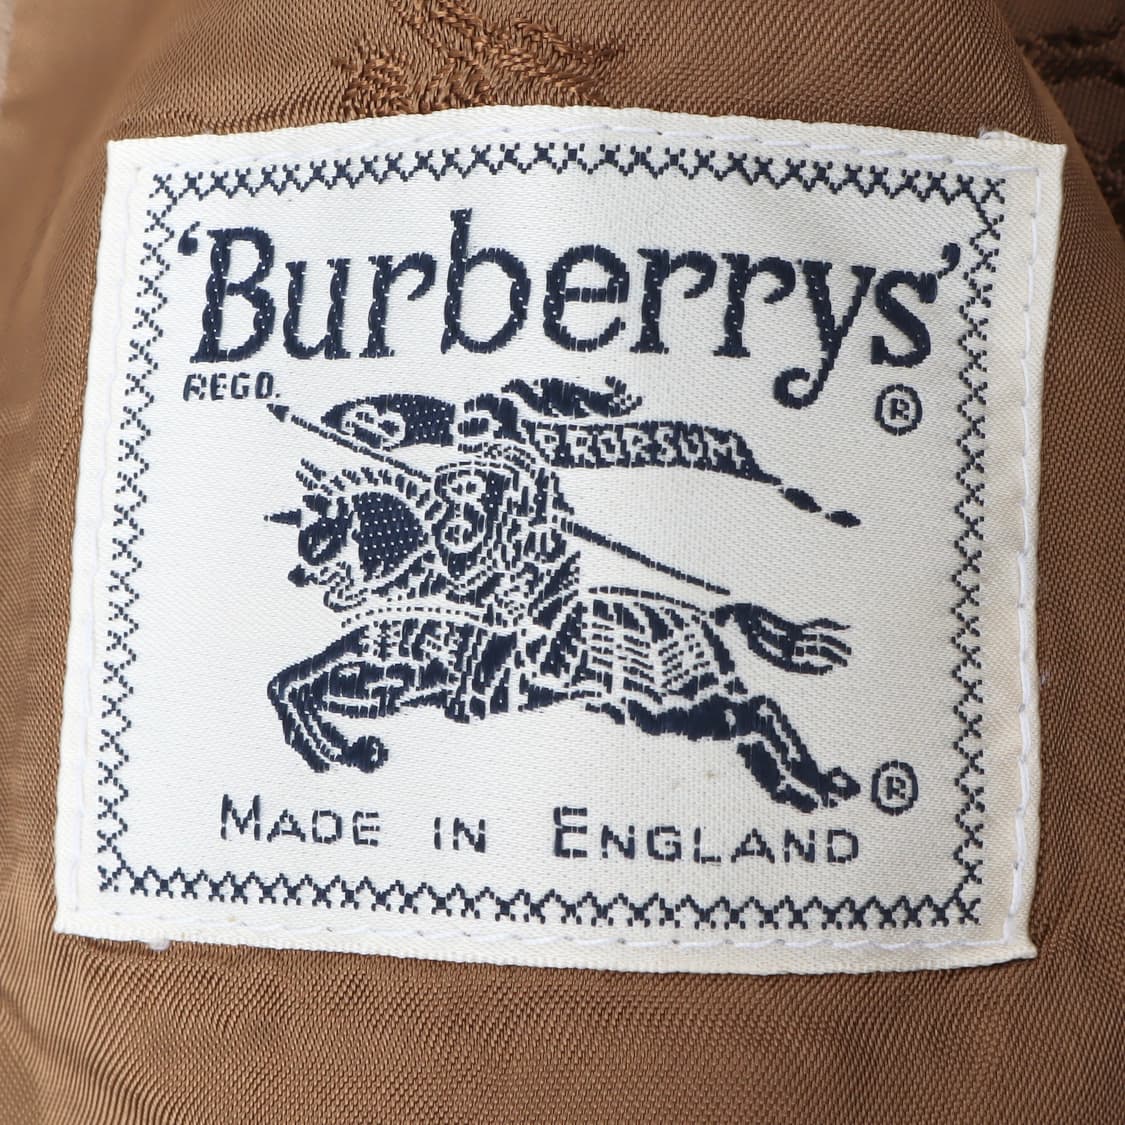 ‘Burberrys’
REGD. ®
PRORSUM
®
MADE IN ENGLAND